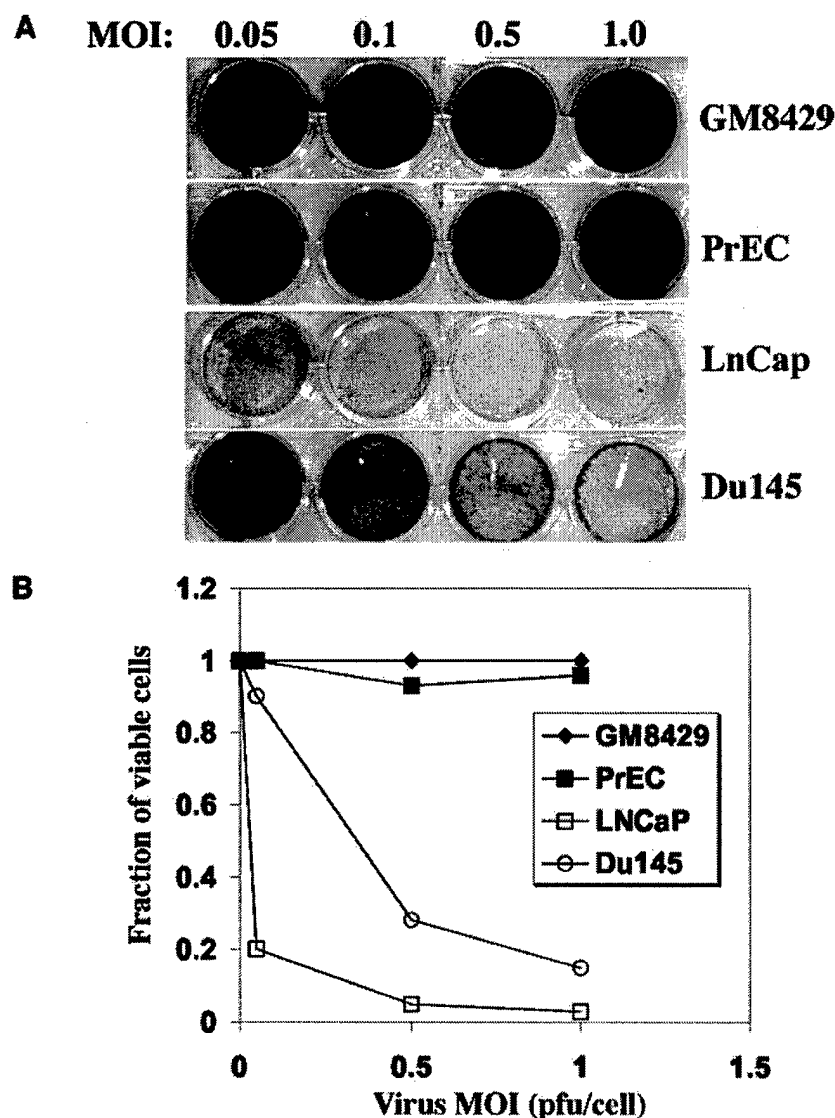 A
MOI: 0.05 0.1 0.5 1.0
GM8429
PrEC
LnCap
Du145
B
1.2
1
0.8
0.6
0.4
0.2
0
Fraction of viable cells
GM8429
PrEC
LNCaP
Du145
0 0.5 1 1.5
Virus MOI (pfu/cell)